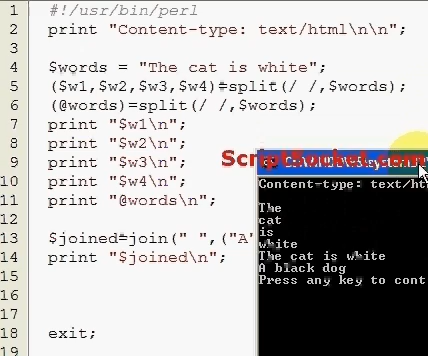 1 #!/usr/bin/perl
2 print "Content-type: text/html\n\n";
3
4 $words = "The cat is white";
5 ($w1,$w2,$w3,$w4)=split(/ /,$words);
6 (@words)=split(/ /,$words);
7 print "$w1\n";
8 print "$w2\n";
9 print "$w3\n";
10 print "$w4\n";
11 print "@words\n";
12
13 $joined=join(" ",("A"
14 print "$joined\n";
15
16
17
18 exit;
19
ScriptSocket.com
Content-type: text/ht
The
cat
is
white
The cat is white
A black dog
Press any key to cont